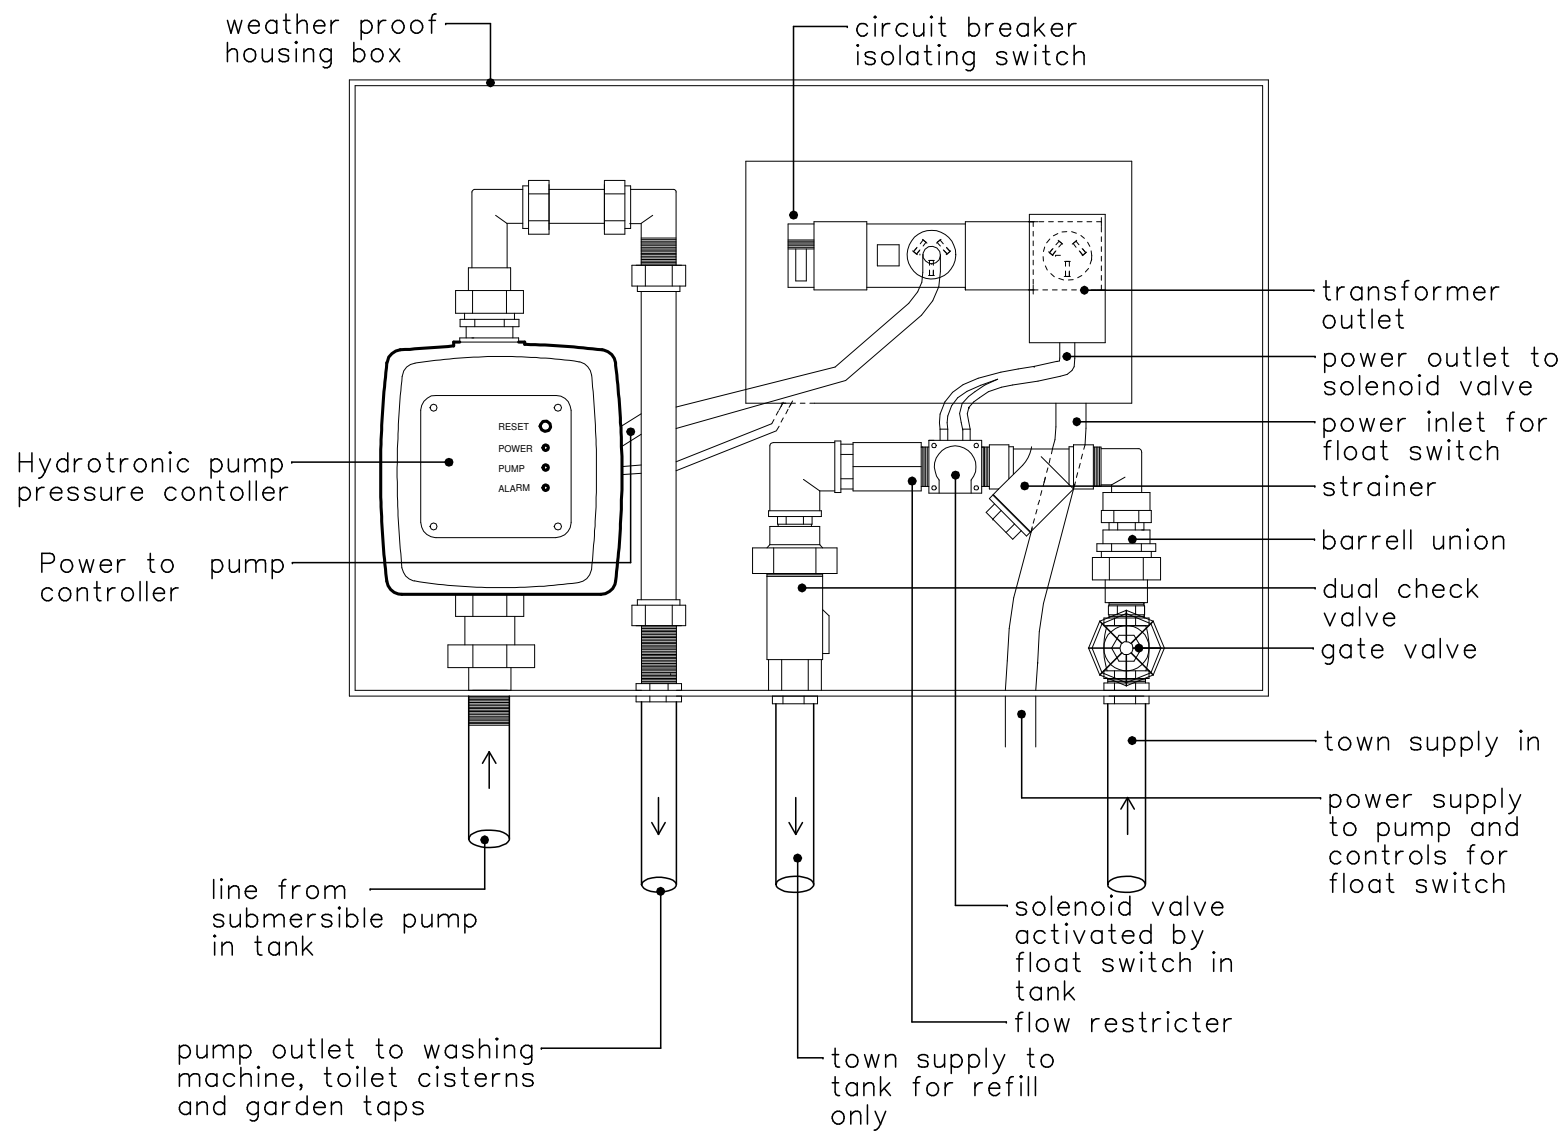 weather proof
housing box
circuit breaker
isolating switch
transformer
outlet
power outlet to
solenoid valve
power inlet for
float switch
strainer
barrell union
dual check
valve
gate valve
town supply in
power supply
to pump and
controls for
float switch
RESET
POWER
PUMP
ALARM
Hydrotronic pump
pressure contoller
Power to pump
controller
line from
submersible pump
in tank
solenoid valve
activated by
float switch in
tank
flow restricter
pump outlet to washing
machine, toilet cisterns
and garden taps
town supply to
tank for refill
only